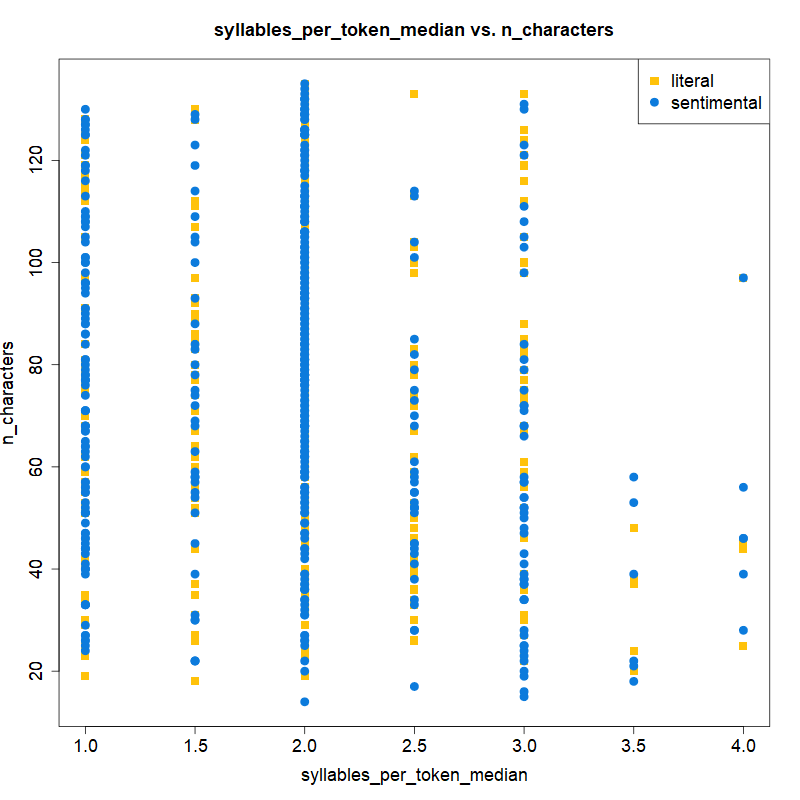 syllables_per_token_median vs. n_characters
literal
sentimental
n_characters
120
100
80
60
40
20
1.0 1.5 2.0 2.5 3.0 3.5 4.0
syllables_per_token_median